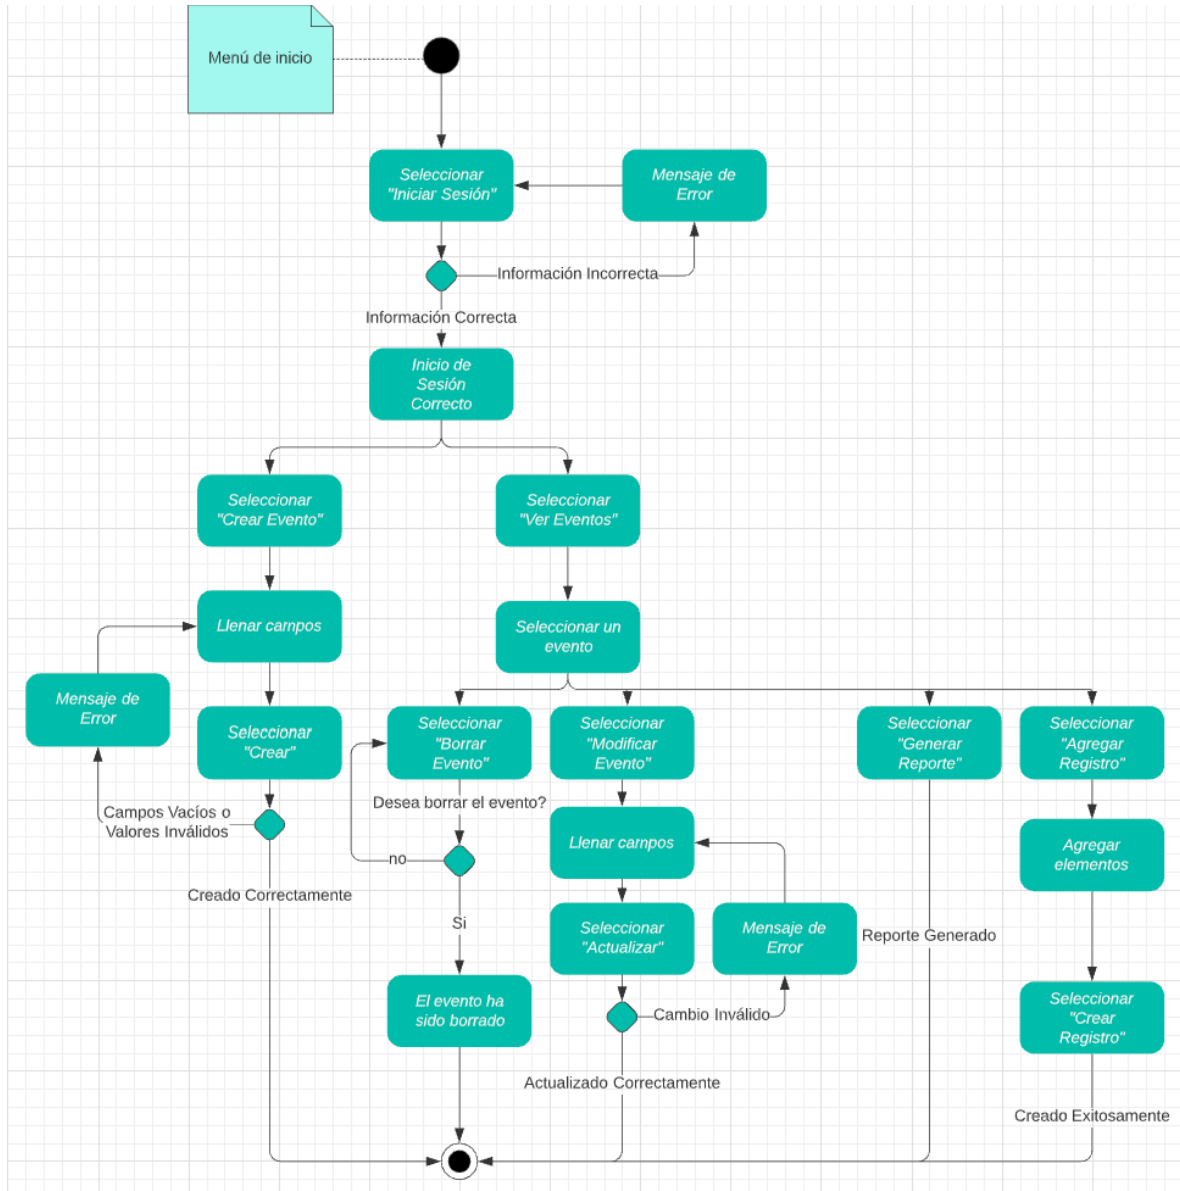 Menú de inicio
Seleccionar
"Iniciar Sesión"
Mensaje de
Error
Información Incorrecta
Información Correcta
Inicio de
Sesión
Correcto
Seleccionar
"Crear Evento"
Seleccionar
"Ver Eventos"
Llenar campos
Seleccionar un
evento
Mensaje de
Error
Seleccionar
"Crear"
Seleccionar
"Borrar
Evento"
Seleccionar
"Modificar
Evento"
Seleccionar
"Generar
Reporte"
Seleccionar
"Agregar
Registro"
Campos Vacíos o
Valores Inválidos
Desea borrar el evento?
no
Llenar campos
Agregar
elementos
Creado Correctamente
Si
Seleccionar
"Actualizar"
Mensaje de
Error
Reporte Generado
El evento ha
sido borrado
Cambio Inválido
Seleccionar
"Crear
Registro"
Actualizado Correctamente
Creado Exitosamente